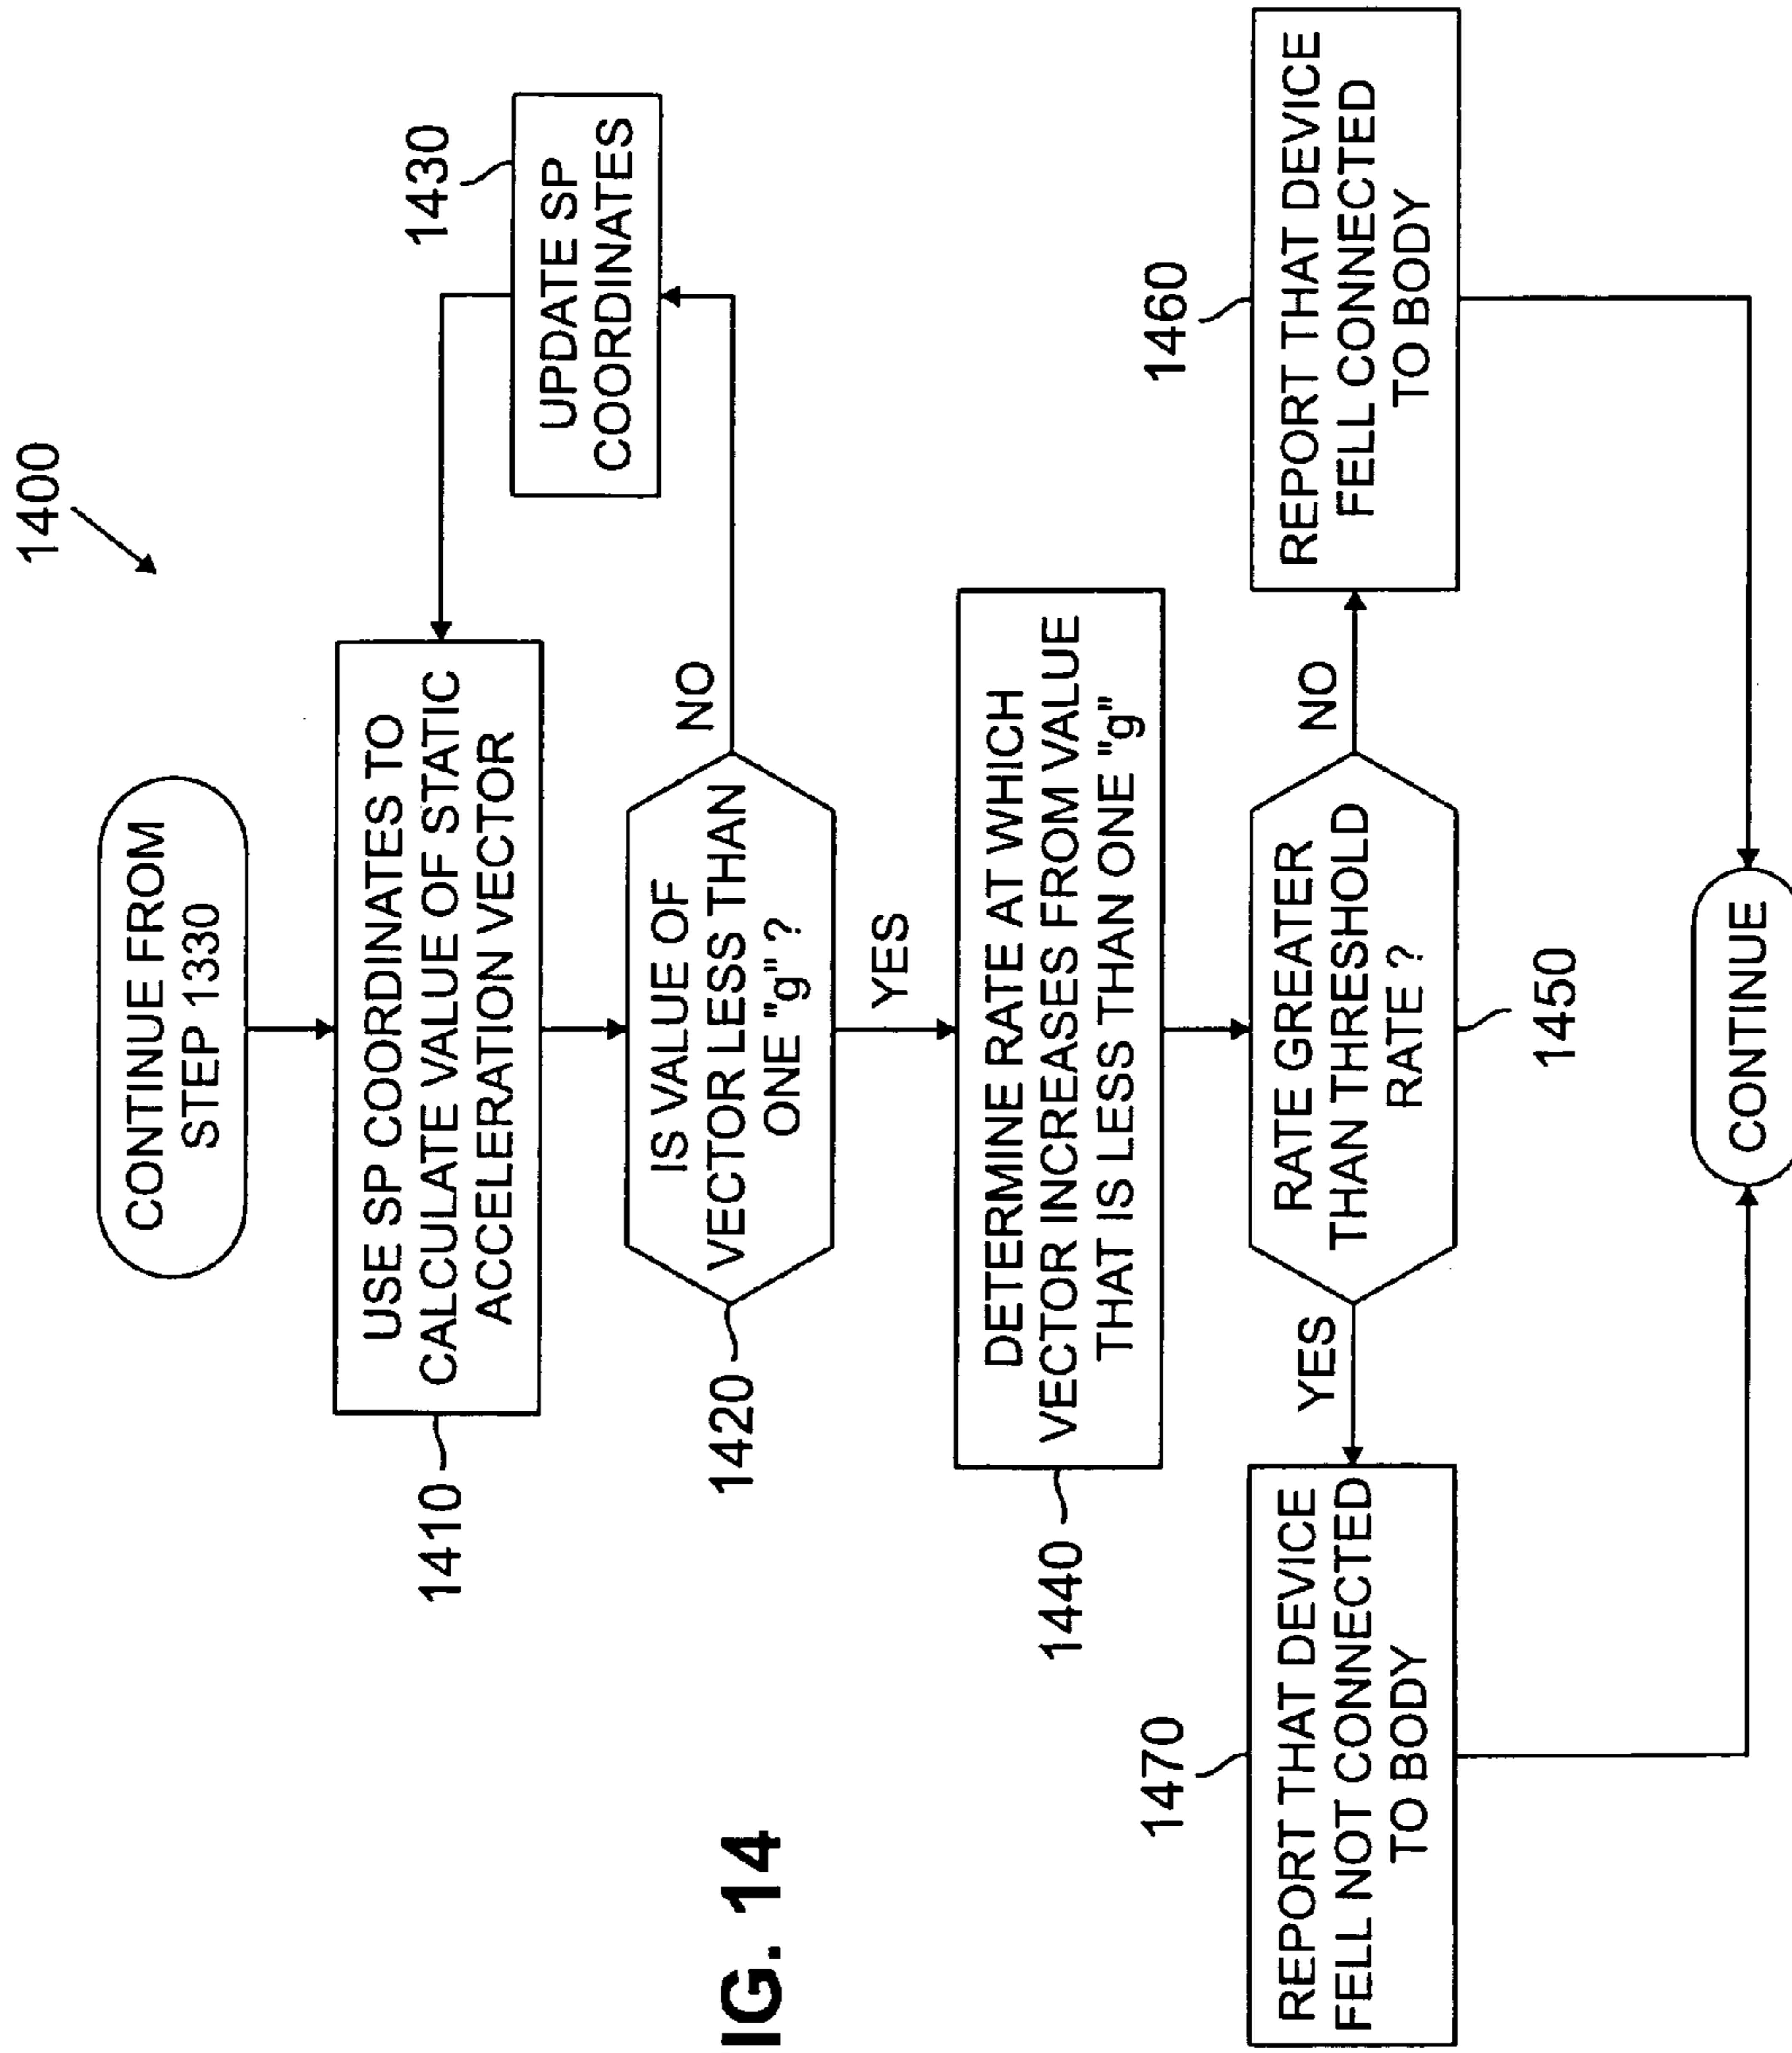 1400
CONTINUE FROM
STEP 1330
1410
USE SP COORDINATES TO
CALCULATE VALUE OF STATIC
ACCELERATION VECTOR
1430
UPDATE SP
COORDINATES
1420
IS VALUE OF
VECTOR LESS THAN
ONE "g" ?
NO
YES
1440
DETERMINE RATE AT WHICH
VECTOR INCREASES FROM VALUE
THAT IS LESS THAN ONE "g"
1450
RATE GREATER
THAN THRESHOLD
RATE ?
YES
NO
1470
REPORT THAT DEVICE
FELL NOT CONNECTED
TO BODY
1460
REPORT THAT DEVICE
FELL CONNECTED
TO BODY
CONTINUE
IG. 14